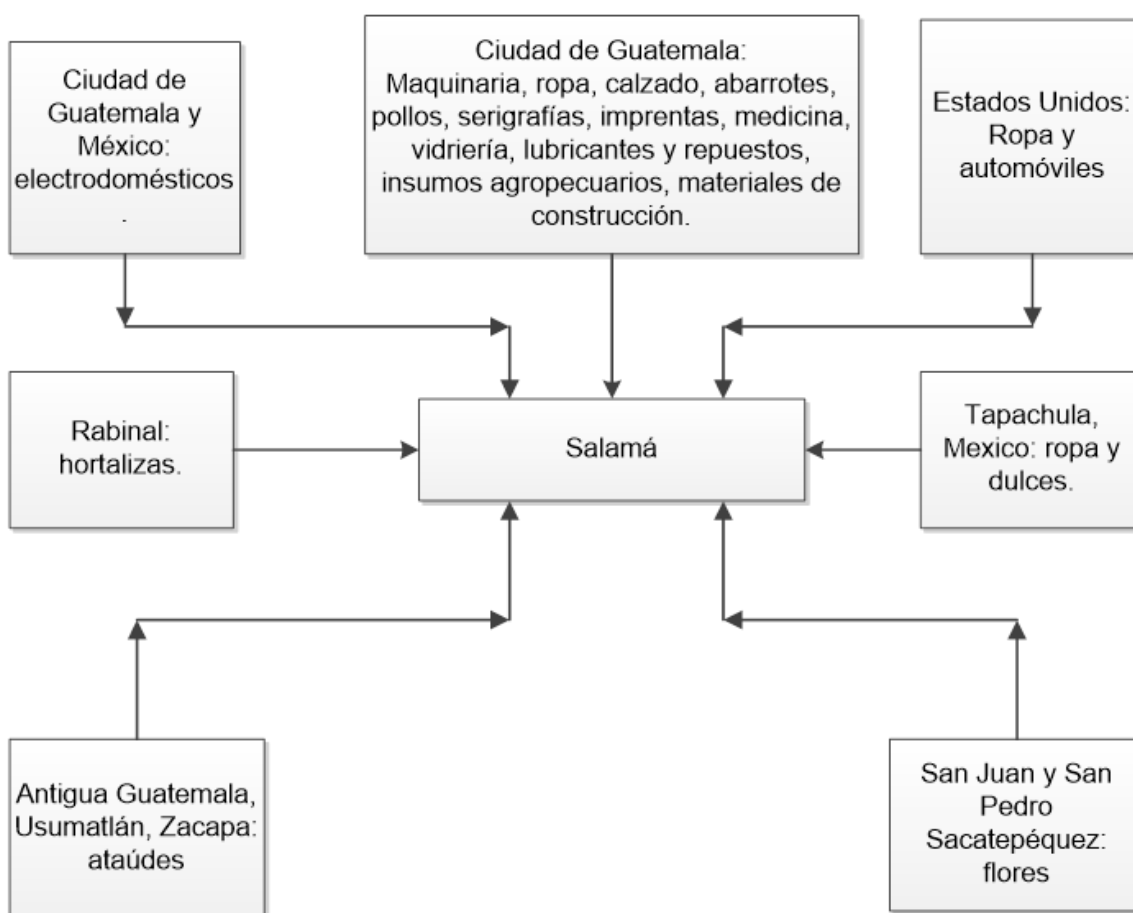 Ciudad de
Guatemala y
México:
electrodomésticos
.
Ciudad de Guatemala:
Maquinaria, ropa, calzado, abarrotes,
pollos, serigrafías, imprentas, medicina,
vidriería, lubricantes y repuestos,
insumos agropecuarios, materiales de
construcción.
Estados Unidos:
Ropa y
automóviles
Rabinal:
hortalizas.
Salamá
Tapachula,
Mexico: ropa y
dulces.
Antigua Guatemala,
Usumatlán, Zacapa:
ataúdes
San Juan y San
Pedro
Sacatepéquez:
flores